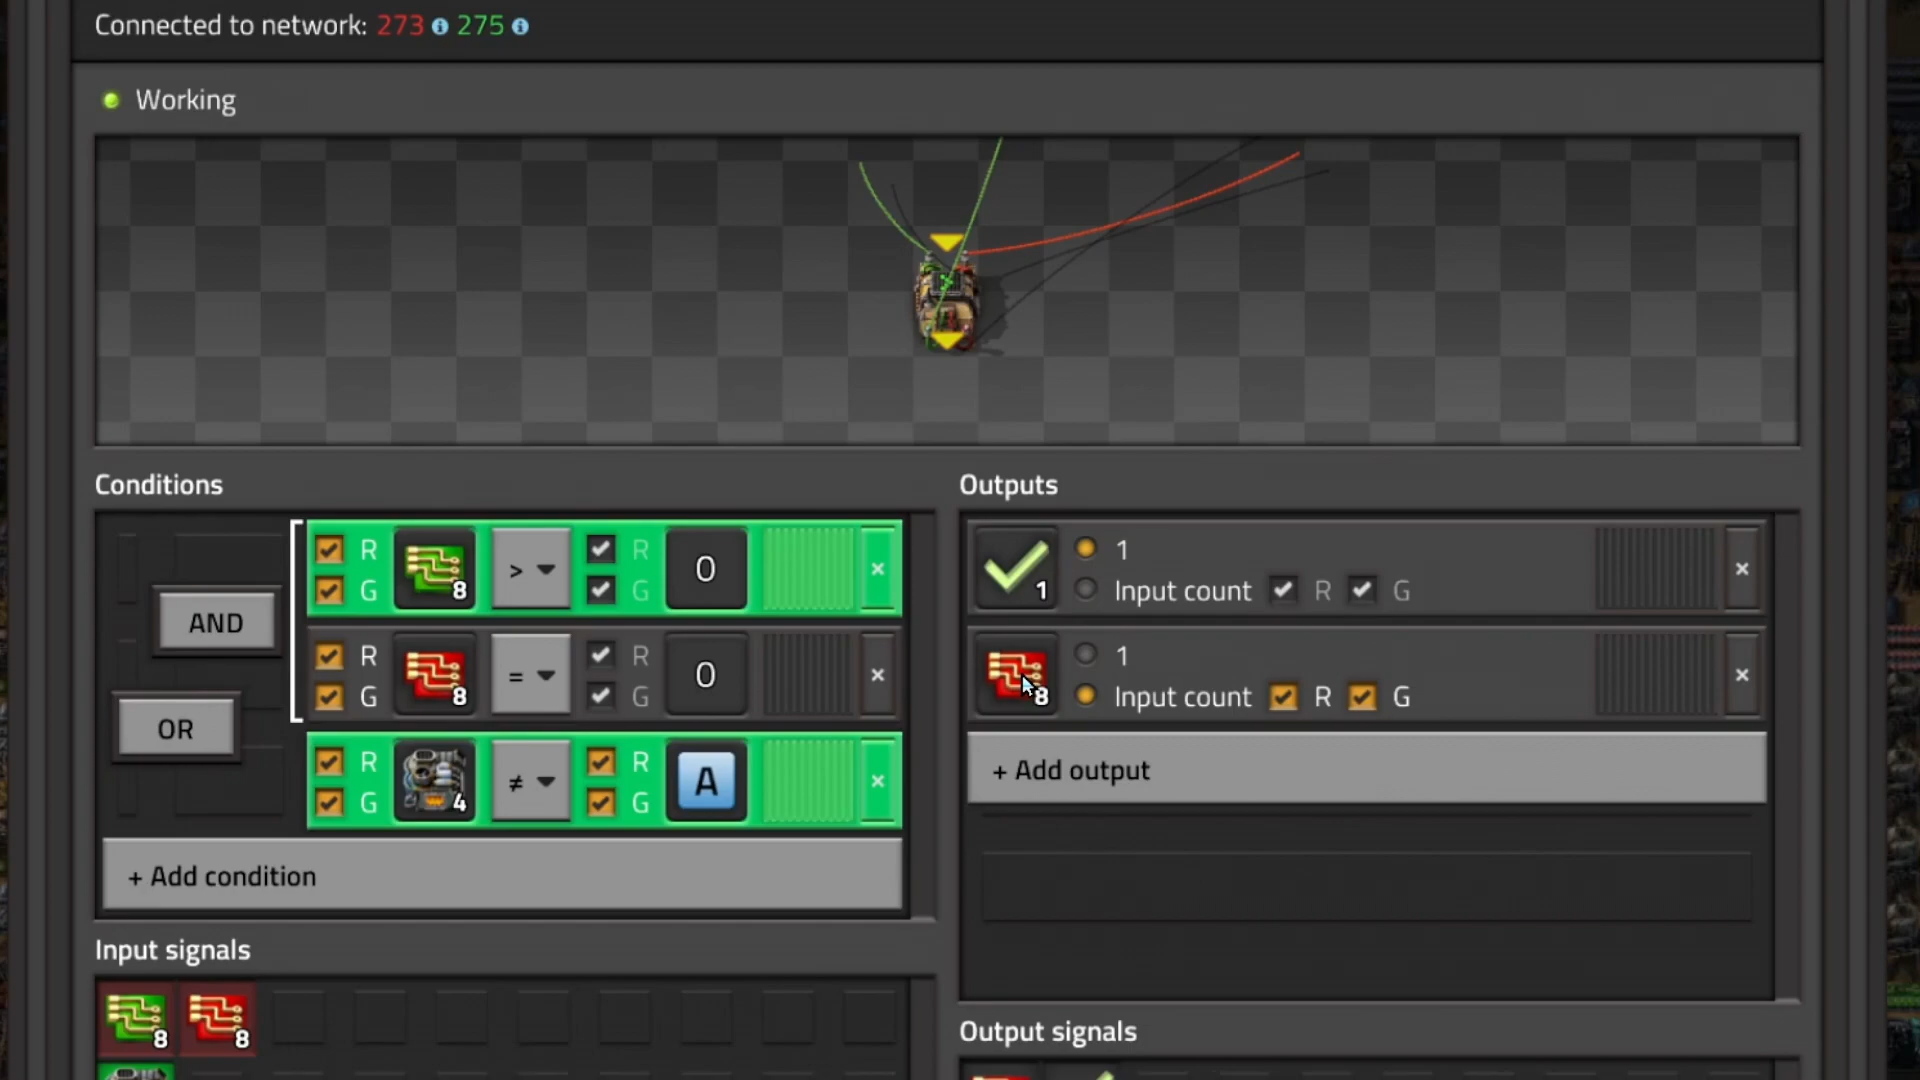 Connected to network: 273 275
Working
Conditions
Outputs
R 8 > R 0
G G
AND
R 8 = R 0
G G
OR
R 4 ≠ R A
G G
+ Add condition
1 1
Input count R G
8 1
Input count R G
+ Add output
Input signals
8 8
Output signals